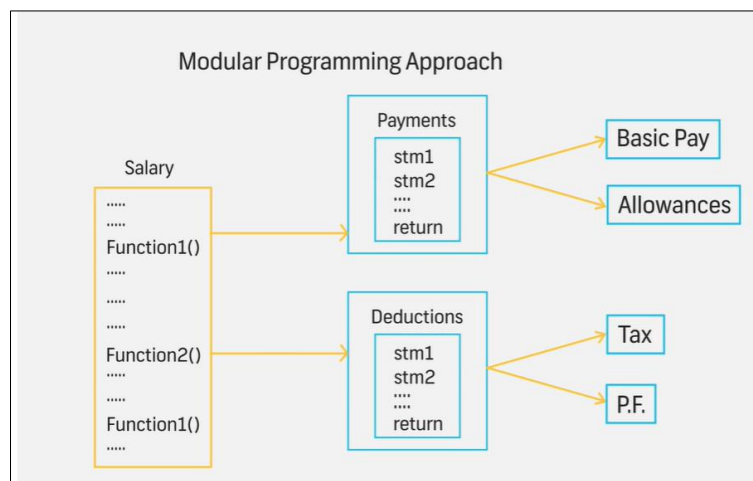 Modular Programming Approach
Salary
.....
.....
Function1()
.....
.....
.....
Function2()
.....
.....
Function1()
.....
Payments
stm1
stm2
....
....
return
Basic Pay
Allowances
Deductions
stm1
stm2
....
....
return
Tax
P.F.